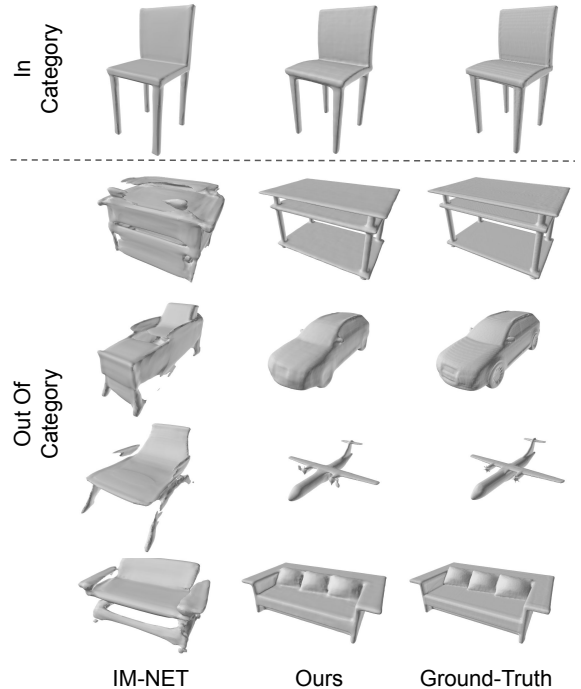 In
Category
Out Of
Category
IM-NET
Ours
Ground-Truth